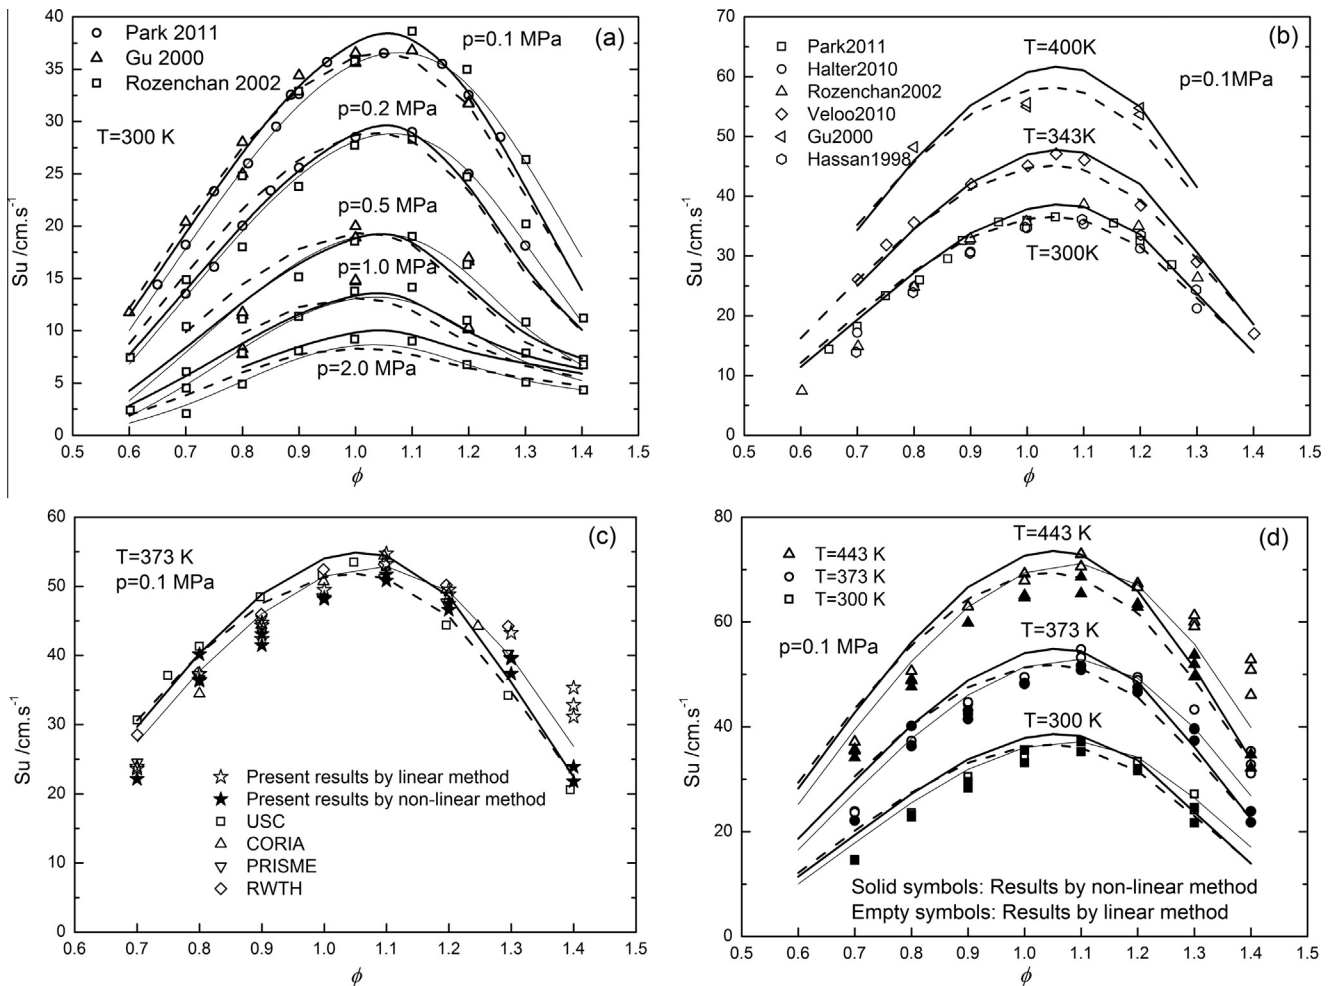 (a)
Park 2011
Gu 2000
Rozenchan 2002
T=300 K
p=0.1 MPa
p=0.2 MPa
p=0.5 MPa
p=1.0 MPa
p=2.0 MPa
40
35
30
25
20
15
10
5
0
Su /cm.s⁻¹
0.5 0.6 0.7 0.8 0.9 1.0 1.1 1.2 1.3 1.4 1.5
ϕ
(b)
Park2011
Halter2010
Rozenchan2002
Veloo2010
Gu2000
Hassan1998
T=400K
p=0.1MPa
T=343K
T=300K
70
60
50
40
30
20
10
0
Su /cm.s⁻¹
0.5 0.6 0.7 0.8 0.9 1.0 1.1 1.2 1.3 1.4 1.5
ϕ
(c)
T=373 K
p=0.1 MPa
Present results by linear method
Present results by non-linear method
USC
CORIA
PRISME
RWTH
60
50
40
30
20
10
0
Su /cm.s⁻¹
0.6 0.7 0.8 0.9 1.0 1.1 1.2 1.3 1.4 1.5
ϕ
(d)
T=443 K
T=373 K
T=300 K
p=0.1 MPa
T=443 K
T=373 K
T=300 K
Solid symbols: Results by non-linear method
Empty symbols: Results by linear method
80
60
40
20
0
Su /cm.s⁻¹
0.5 0.6 0.7 0.8 0.9 1.0 1.1 1.2 1.3 1.4 1.5
ϕ